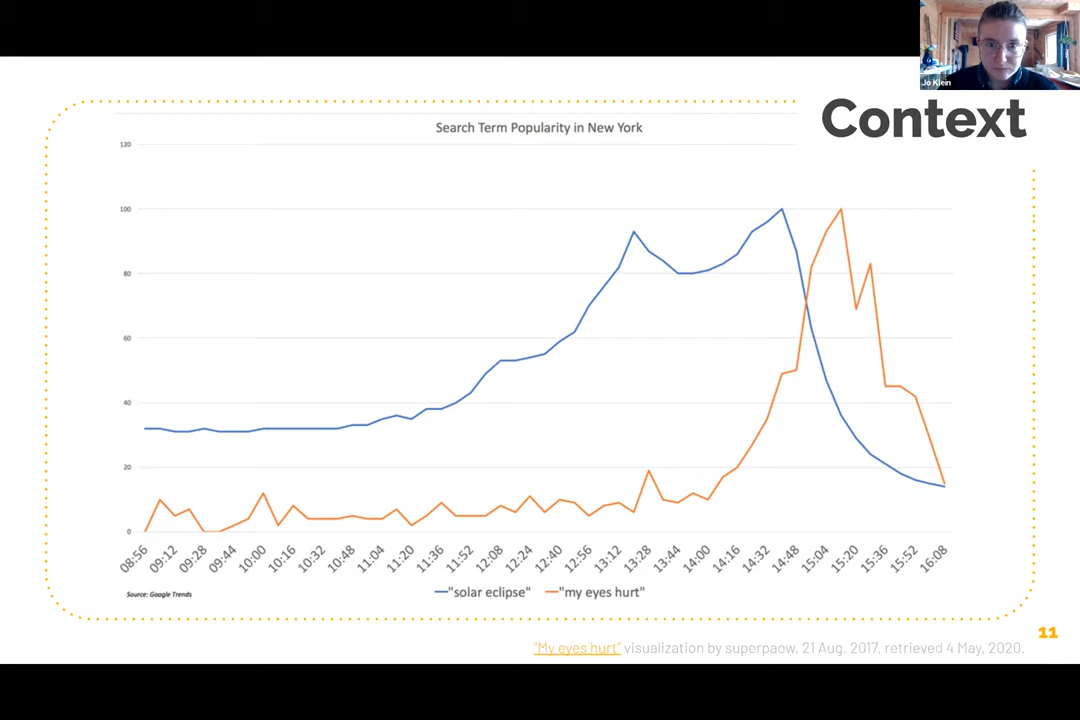 Jo Klein
Context
Search Term Popularity in New York
120
100
80
60
40
20
0
08:56 09:12 09:28 09:44 10:00 10:16 10:32 10:48 11:04 11:20 11:36 11:52 12:08 12:24 12:40 12:56 13:12 13:28 13:44 14:00 14:16 14:32 14:48 15:04 15:20 15:36 15:52 16:08
"solar eclipse" "my eyes hurt"
Source: Google Trends
11
"My eyes hurt" visualization by superpaow, 21 Aug. 2017, retrieved 4 May, 2020.